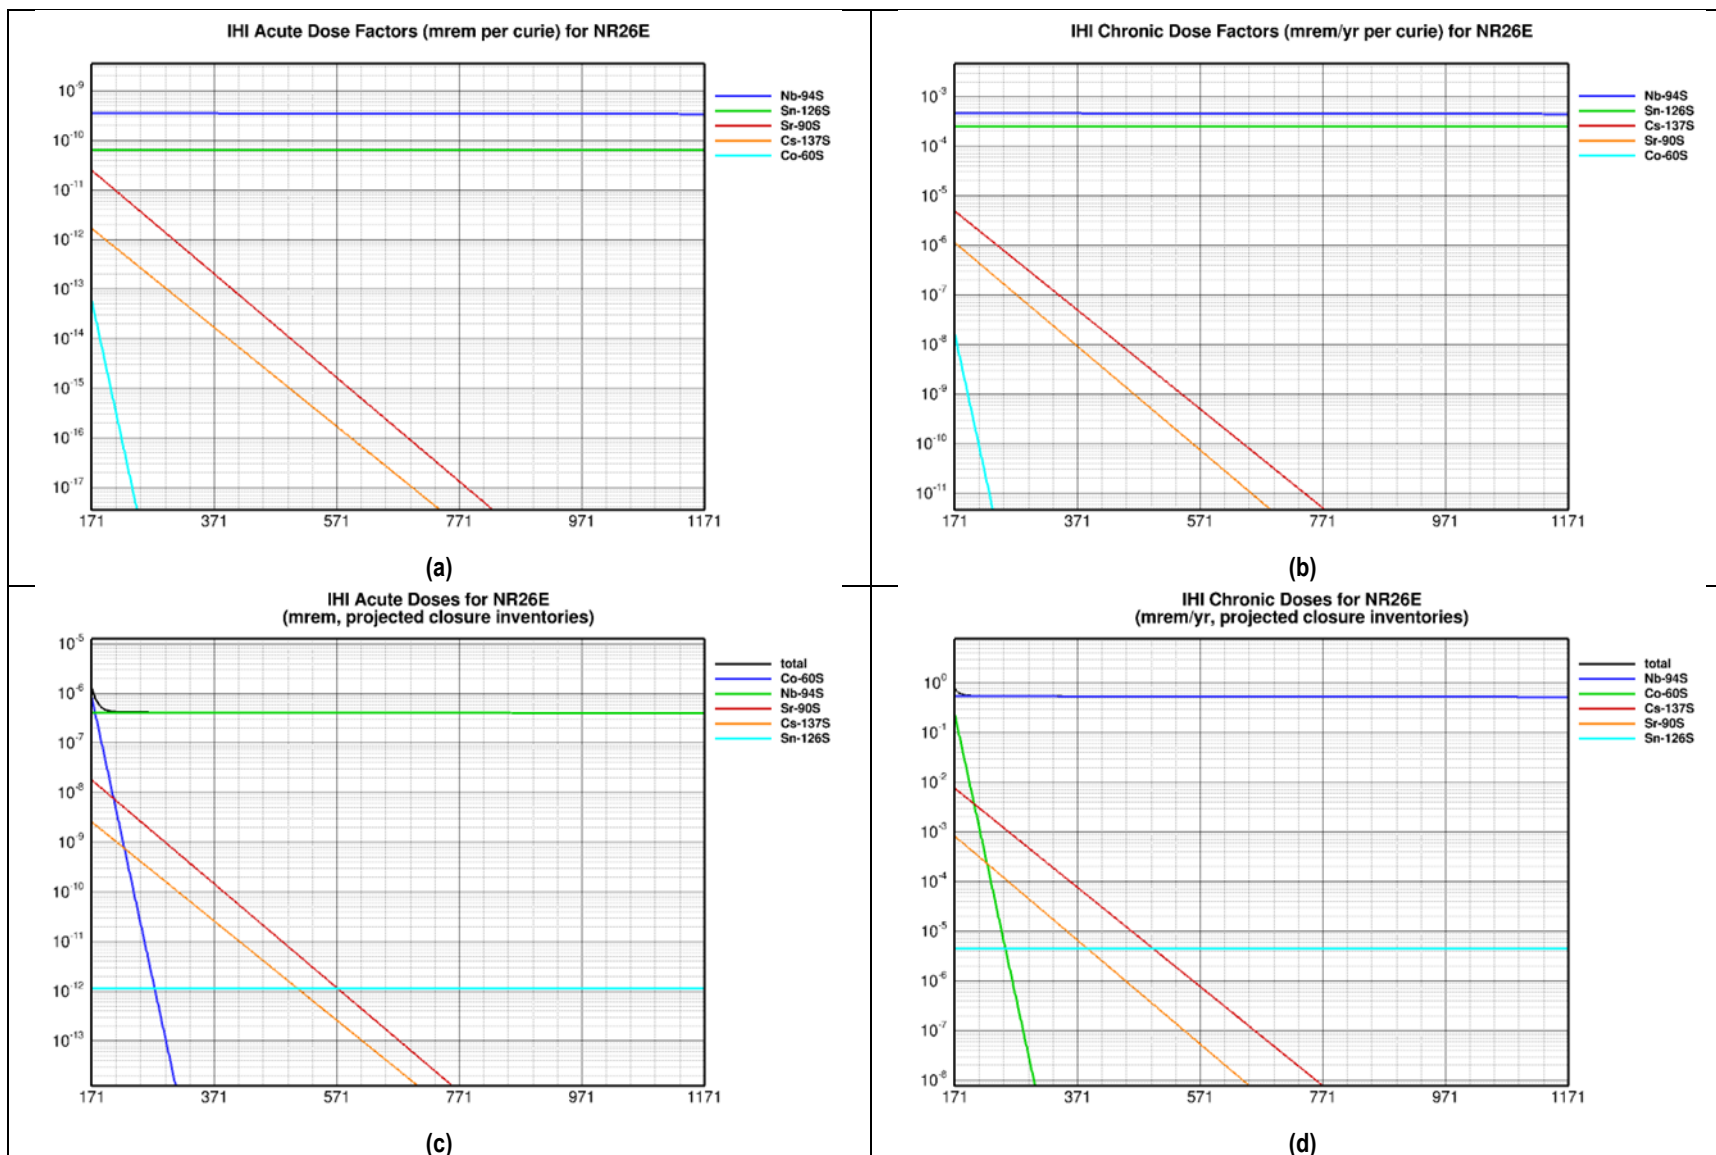 IHI Acute Dose Factors (mrem per curie) for NR26E
10-9
10-10
10-11
10-12
10-13
10-14
10-15
10-16
10-17
171 371 571 771 971 1171
Nb-94S
Sn-126S
Sr-90S
Cs-137S
Co-60S
(a)
IHI Chronic Dose Factors (mrem/yr per curie) for NR26E
10-3
10-4
10-5
10-6
10-7
10-8
10-9
10-10
10-11
171 371 571 771 971 1171
Nb-94S
Sn-126S
Cs-137S
Sr-90S
Co-60S
(b)
IHI Acute Doses for NR26E
(mrem, projected closure inventories)
10-5
10-6
10-7
10-8
10-9
10-10
10-11
10-12
10-13
171 371 571 771 971 1171
total
Co-60S
Nb-94S
Sr-90S
Cs-137S
Sn-126S
(c)
IHI Chronic Doses for NR26E
(mrem/yr, projected closure inventories)
100
10-1
10-2
10-3
10-4
10-5
10-6
10-7
10-8
171 371 571 771 971 1171
total
Nb-94S
Co-60S
Cs-137S
Sr-90S
Sn-126S
(d)